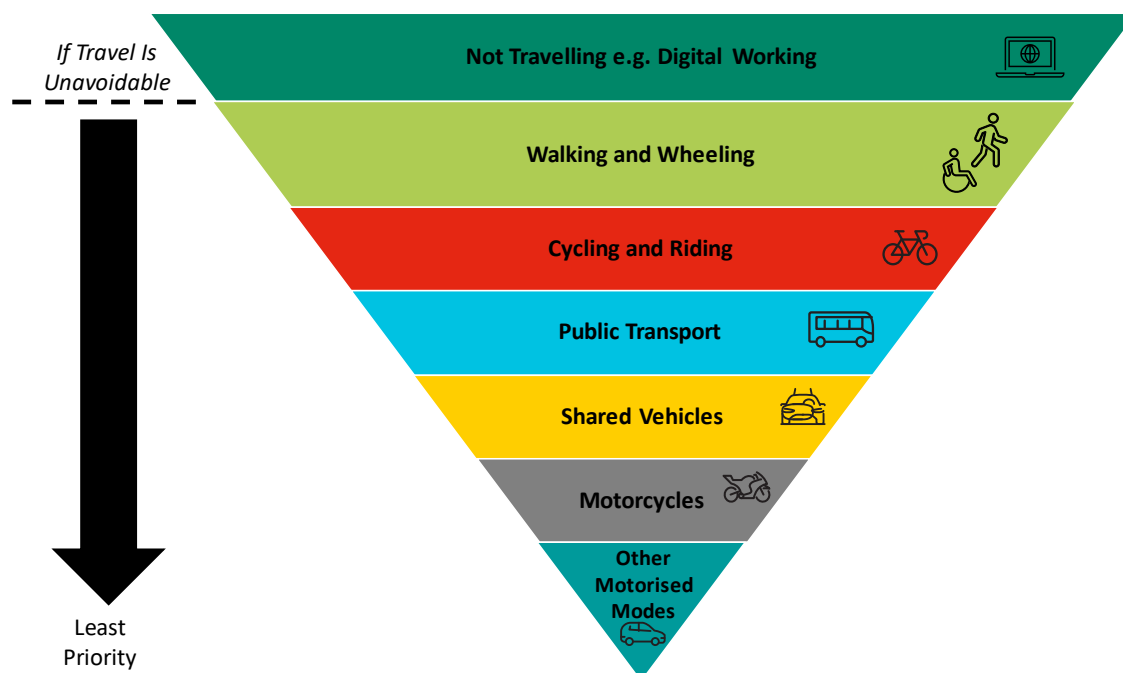 If Travel Is
Unavoidable
Not Travelling e.g. Digital Working
Walking and Wheeling
Cycling and Riding
Public Transport
Shared Vehicles
Motorcycles
Other
Motorised
Modes
Least
Priority